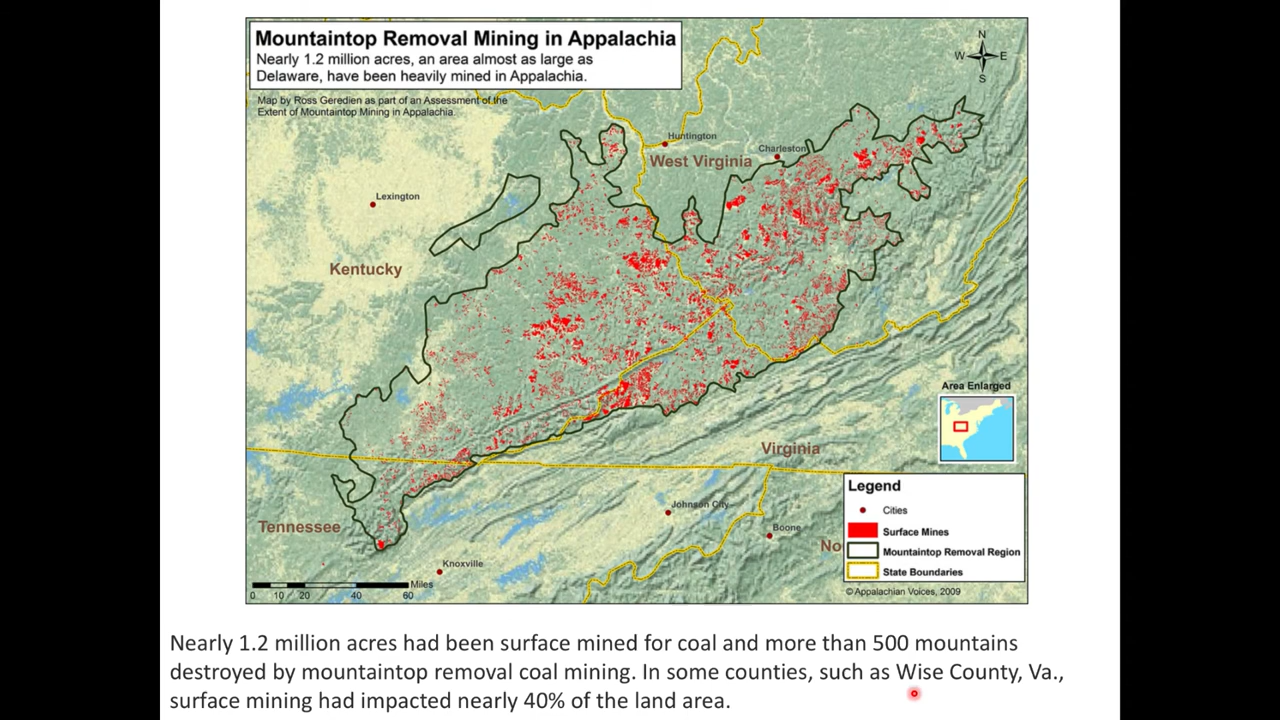 Mountaintop Removal Mining in Appalachia
Nearly 1.2 million acres, an area almost as large as
Delaware, have been heavily mined in Appalachia.
Map by Ross Geredien as part of an Assessment of the
Extent of Mountaintop Mining in Appalachia.
N
W E
S
Huntington
Charleston
West Virginia
Lexington
Kentucky
Area Enlarged
Virginia
Legend
Cities
Surface Mines
Mountaintop Removal Region
State Boundaries
Johnson City
Boone
Tennessee
No
Knoxville
Miles
0 10 20 40 60
© Appalachian Voices, 2009
Nearly 1.2 million acres had been surface mined for coal and more than 500 mountains
destroyed by mountaintop removal coal mining. In some counties, such as Wise County, Va.,
surface mining had impacted nearly 40% of the land area.